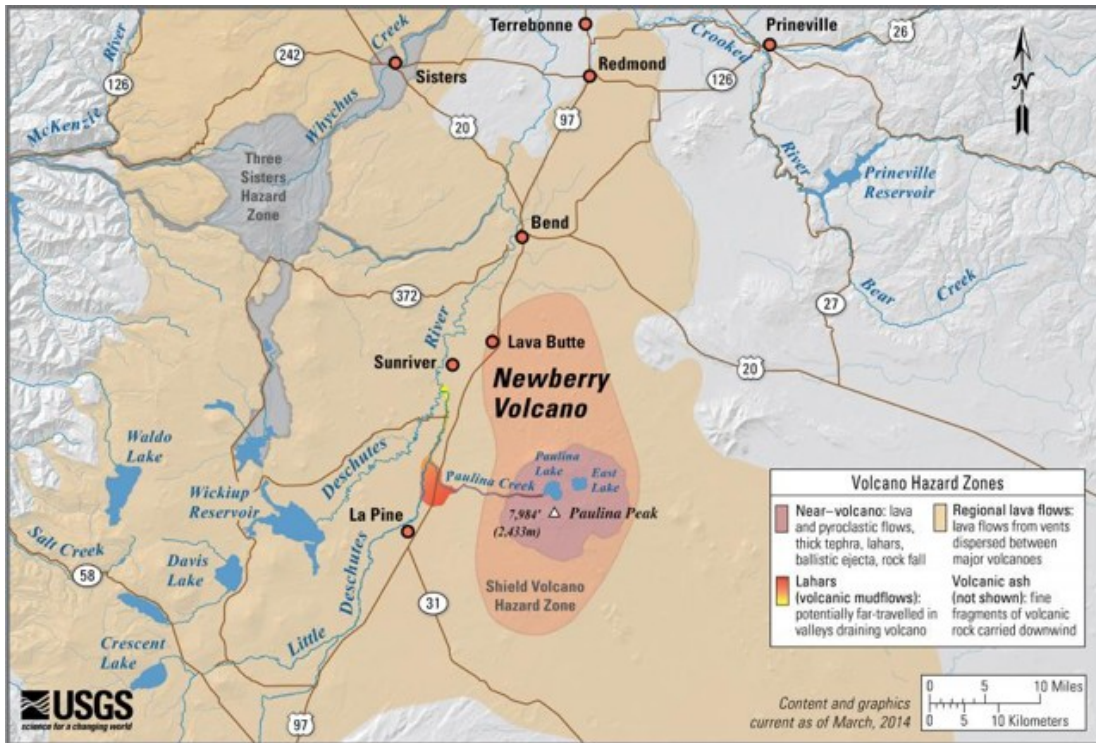 Terrebonne
Prineville
26
River
242
Creek
Crooked
Sisters
Redmond
126
126
McKenzie
Whychus
20
97
Three
Sisters
Hazard
Zone
River
Prineville
Reservoir
Bend
372
27
Bear
Creek
River
Lava Butte
Sunriver
20
Newberry
Volcano
Waldo
Lake
Deschutes
Paulina
Lake
East
Lake
Paulina Creek
Wickiup
Reservoir
7,984'
(2,433m)
Paulina Peak
La Pine
Salt Creek
Davis
Lake
58
Deschutes
Shield Volcano
Hazard Zone
31
Little
Crescent
Lake
97
N
Volcano Hazard Zones
Near–volcano: lava
and pyroclastic flows,
thick tephra, lahars,
ballistic ejecta, rock fall
Lahars
(volcanic mudflows):
potentially far-travelled in
valleys draining volcano
Regional lava flows:
lava flows from vents
dispersed between
major volcanoes
Volcanic ash
(not shown): fine
fragments of volcanic
rock carried downwind
USGS
science for a changing world
Content and graphics
current as of March, 2014
0 5 10 Miles
0 5 10 Kilometers